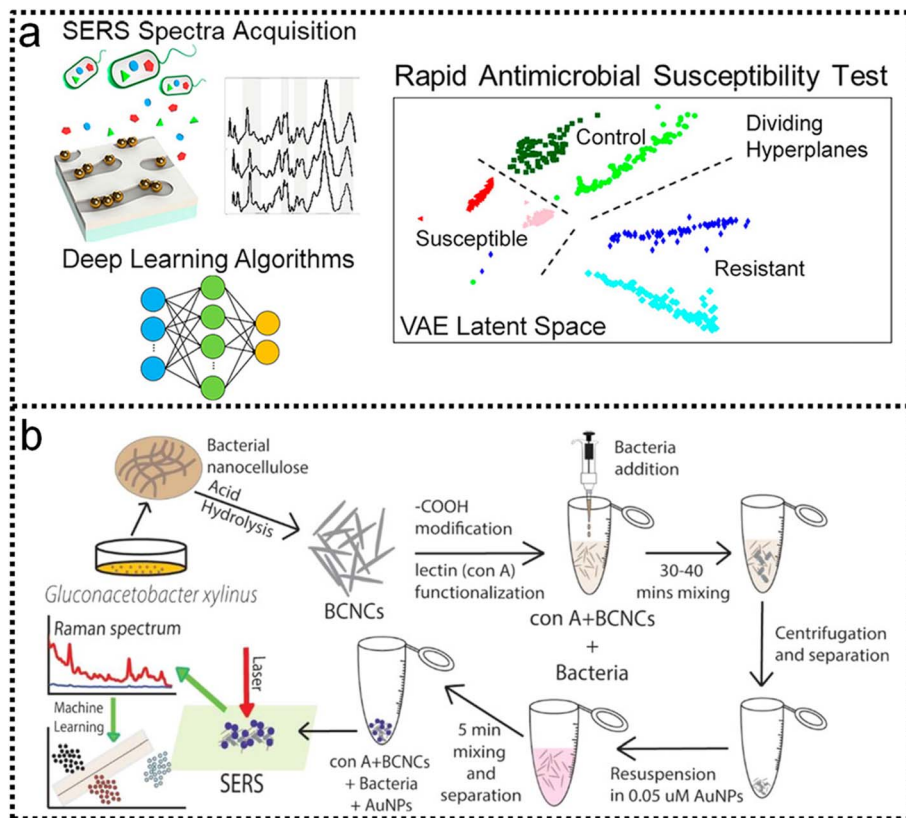 a
SERS Spectra Acquisition
Deep Learning Algorithms
Rapid Antimicrobial Susceptibility Test
Control
Dividing
Hyperplanes
Susceptible
Resistant
VAE Latent Space
b
Bacterial
nanocellulose
Acid
Hydrolysis
Gluconacetobacter xylinus
BCNCs
-COOH
modification
lectin (con A)
functionalization
Bacteria
addition
con A+BCNCs
+
Bacteria
30-40
mins mixing
Centrifugation
and separation
Resuspension
in 0.05 uM AuNPs
5 min
mixing
and
separation
con A+BCNCs
+ Bacteria
+ AuNPs
Laser
SERS
Raman spectrum
Machine
Learning